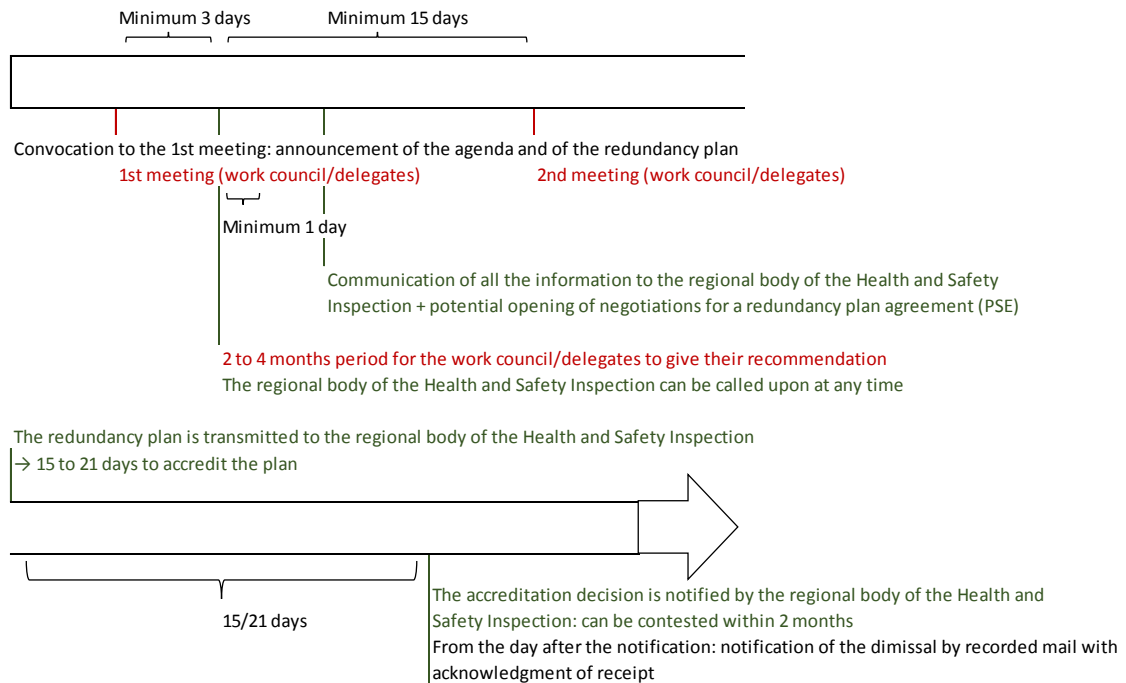 Minimum 3 days
Minimum 15 days
Convocation to the 1st meeting: announcement of the agenda and of the redundancy plan
1st meeting (work council/delegates)
2nd meeting (work council/delegates)
Minimum 1 day
Communication of all the information to the regional body of the Health and Safety
Inspection + potential opening of negotiations for a redundancy plan agreement (PSE)
2 to 4 months period for the work council/delegates to give their recommendation
The regional body of the Health and Safety Inspection can be called upon at any time
The redundancy plan is transmitted to the regional body of the Health and Safety Inspection
→ 15 to 21 days to accredit the plan
15/21 days
The accreditation decision is notified by the regional body of the Health and
Safety Inspection: can be contested within 2 months
From the day after the notification: notification of the dimissal by recorded mail with
acknowledgment of receipt